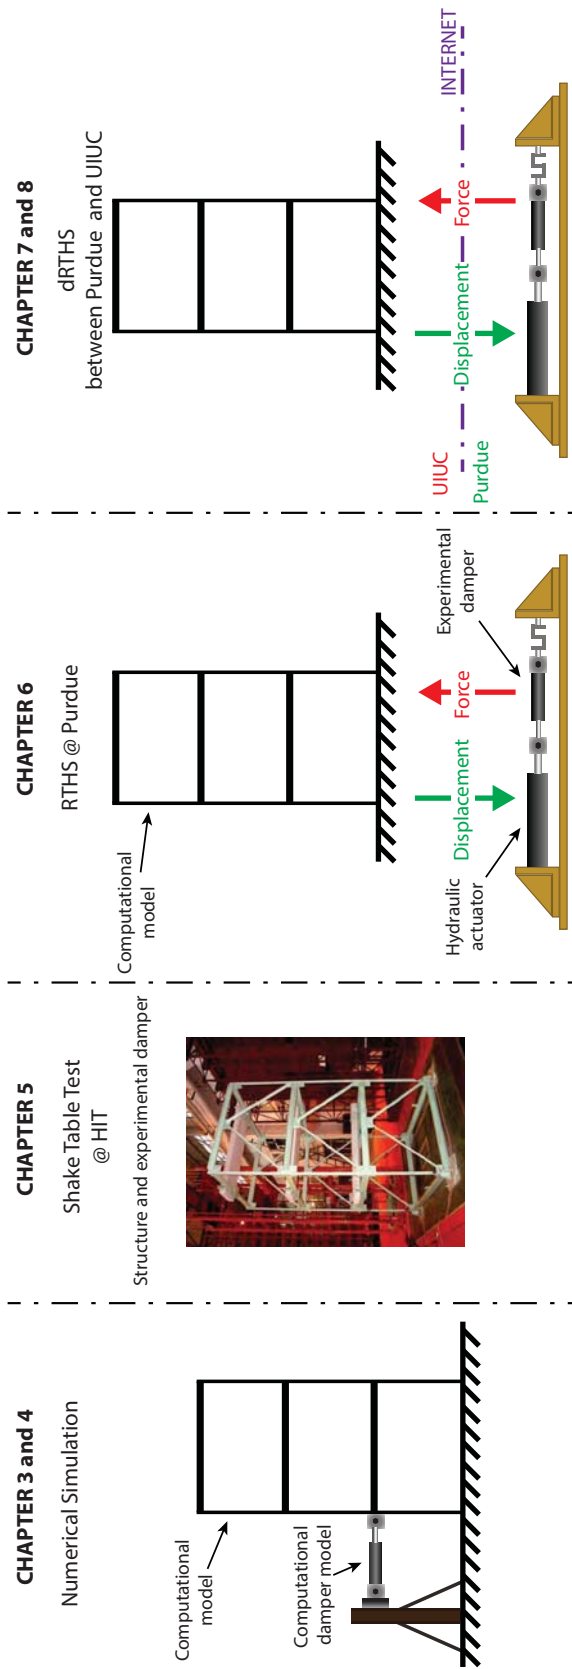 CHAPTER 3 and 4
Numerical Simulation
Computational
model
Computational
damper model
CHAPTER 5
Shake Table Test
@ HIT
Structure and experimental damper
CHAPTER 6
RTHS @ Purdue
Computational
model
Displacement
Force
Hydraulic
actuator
Experimental
damper
CHAPTER 7 and 8
dRTHS
between Purdue and UIUC
UIUC
Purdue
Displacement
Force
INTERNET